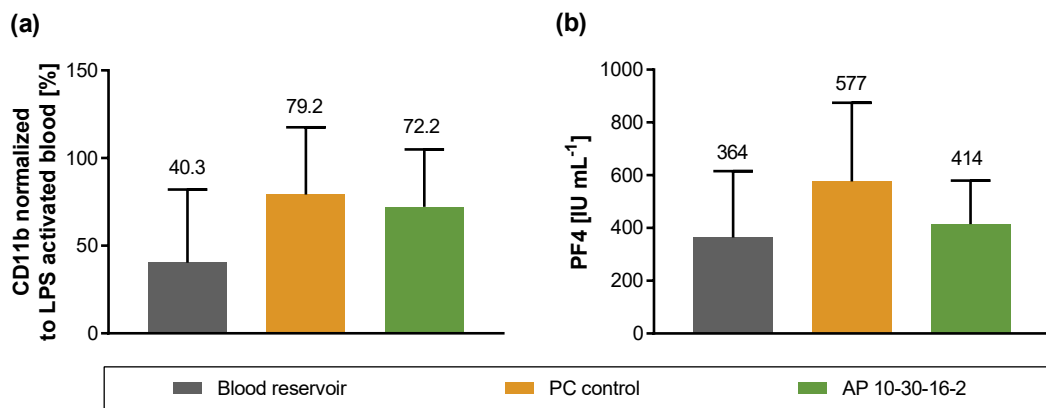 (a)
CD11b normalized
to LPS activated blood [%]
150
100
50
0
40.3
79.2
72.2
(b)
PF4 [IU mL⁻¹]
1000
800
600
400
200
0
364
577
414
Blood reservoir
PC control
AP 10-30-16-2